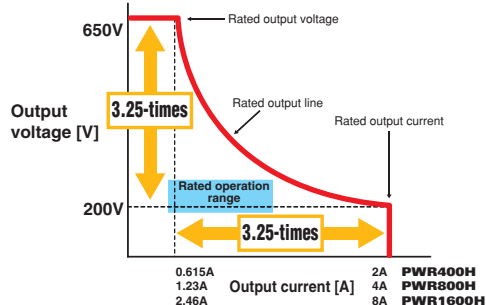 650V
Rated output voltage
3.25-times
Output
voltage [V]
Rated output line
Rated output current
Rated operation
range
200V
3.25-times
0.615A
2A PWR400H
1.23A
Output current [A]
4A PWR800H
2.46A
8A PWR1600H